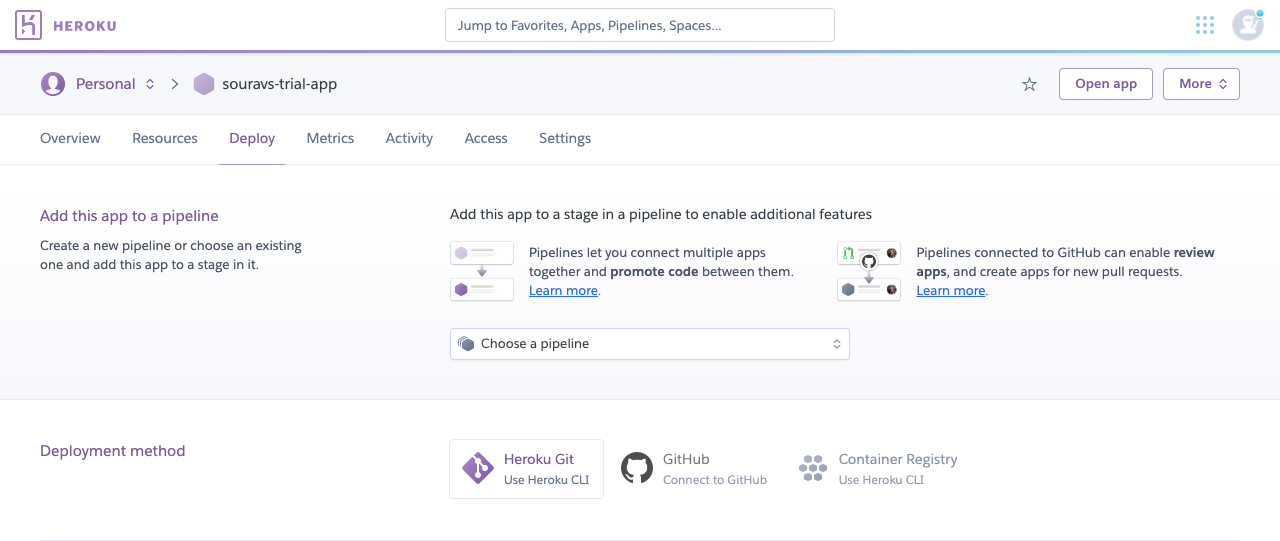 HEROKU
Jump to Favorites, Apps, Pipelines, Spaces...
Personal
souravs-trial-app
Open app
More
Overview
Resources
Deploy
Metrics
Activity
Access
Settings
Add this app to a pipeline
Create a new pipeline or choose an existing
one and add this app to a stage in it.
Add this app to a stage in a pipeline to enable additional features
Pipelines let you connect multiple apps
together and promote code between them.
Learn more.
Pipelines connected to GitHub can enable review
apps, and create apps for new pull requests.
Learn more.
Choose a pipeline
Deployment method
Heroku Git
Use Heroku CLI
GitHub
Connect to GitHub
Container Registry
Use Heroku CLI